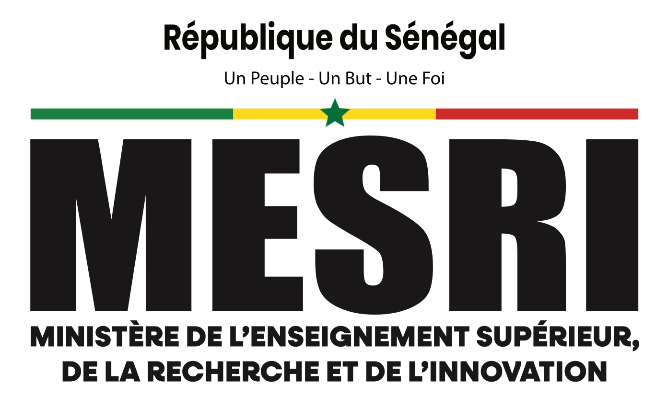 République du Sénégal
Un Peuple - Un But - Une Foi
MESRI
MINISTÈRE DE L'ENSEIGNEMENT SUPÉRIEUR,
DE LA RECHERCHE ET DE L'INNOVATION